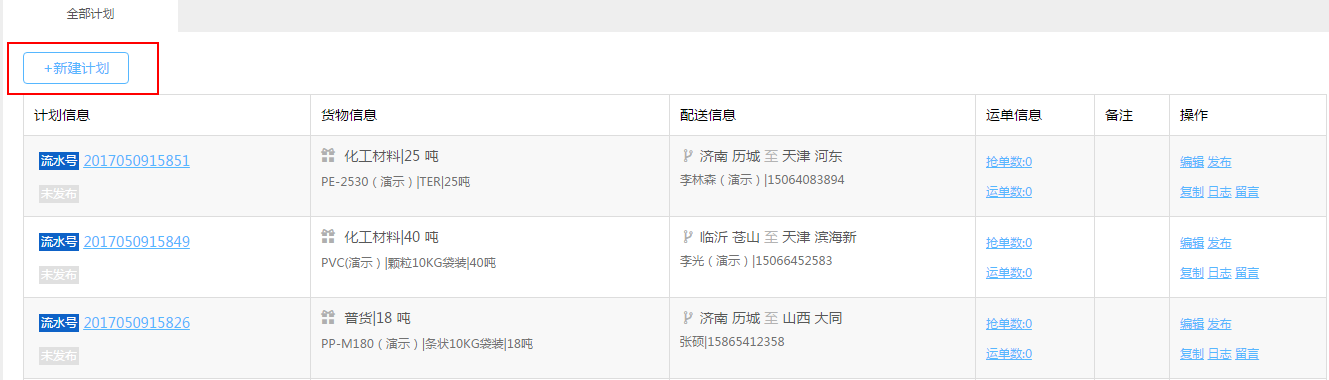 全部计划
+新建计划
计划信息 货物信息 配送信息 运单信息 备注 操作
流水号 2017050915851 化工材料|25 吨 济南 历城 至 天津 河东 抢单数:0 编辑 发布
未发布 PE-2530（演示）|TER|25吨 李林森（演示）|15064083894 运单数:0 复制 日志 留言
流水号 2017050915849 化工材料|40 吨 临沂 苍山 至 天津 滨海新 抢单数:0 编辑 发布
未发布 PVC(演示）|颗粒10KG袋装|40吨 李光（演示）|15066452583 运单数:0 复制 日志 留言
流水号 2017050915826 普货|18 吨 济南 历城 至 山西 大同 抢单数:0 编辑 发布
未发布 PP-M180（演示）|条状10KG袋装|18吨 张硕|15865412358 运单数:0 复制 日志 留言